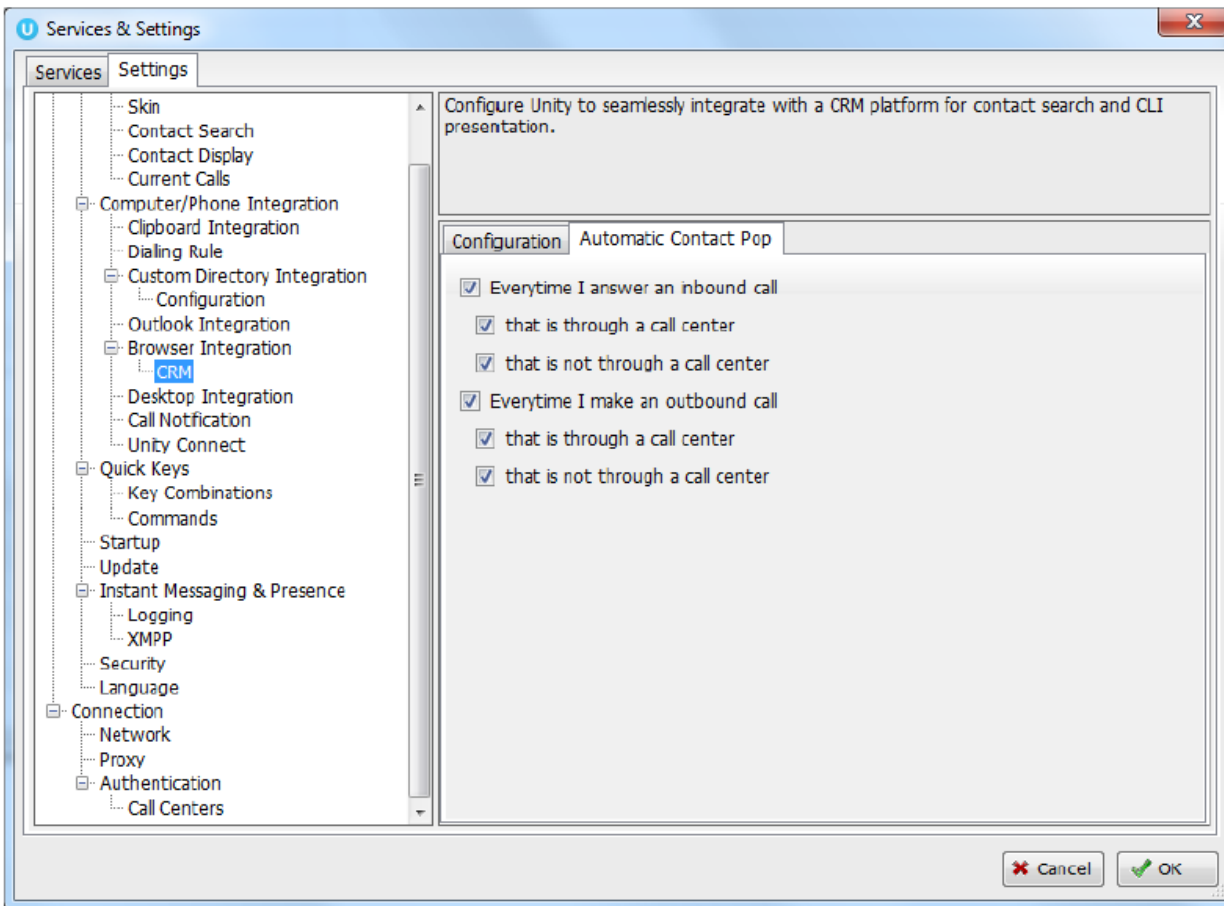 Services & Settings
Services
Settings
Skin
Contact Search
Contact Display
Current Calls
Computer/Phone Integration
Clipboard Integration
Dialing Rule
Custom Directory Integration
Configuration
Outlook Integration
Browser Integration
CRM
Desktop Integration
Call Notification
Unity Connect
Quick Keys
Key Combinations
Commands
Startup
Update
Instant Messaging & Presence
Logging
XMPP
Security
Language
Connection
Network
Proxy
Authentication
Call Centers
Configure Unity to seamlessly integrate with a CRM platform for contact search and CLI
presentation.
Configuration
Automatic Contact Pop
Everytime I answer an inbound call
that is through a call center
that is not through a call center
Everytime I make an outbound call
that is through a call center
that is not through a call center
Cancel
OK